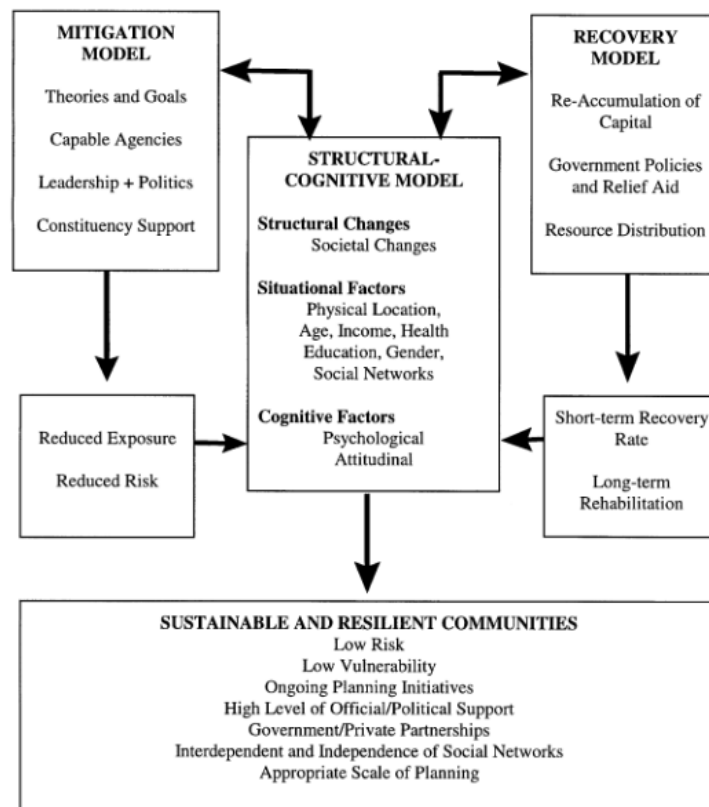 MITIGATION
MODEL
Theories and Goals
Capable Agencies
Leadership + Politics
Constituency Support
RECOVERY
MODEL
Re-Accumulation of
Capital
Government Policies
and Relief Aid
Resource Distribution
STRUCTURAL-
COGNITIVE MODEL
Structural Changes
Societal Changes
Situational Factors
Physical Location,
Age, Income, Health
Education, Gender,
Social Networks
Cognitive Factors
Psychological
Attitudinal
Reduced Exposure
Reduced Risk
Short-term Recovery
Rate
Long-term
Rehabilitation
SUSTAINABLE AND RESILIENT COMMUNITIES
Low Risk
Low Vulnerability
Ongoing Planning Initiatives
High Level of Official/Political Support
Government/Private Partnerships
Interdependent and Independence of Social Networks
Appropriate Scale of Planning